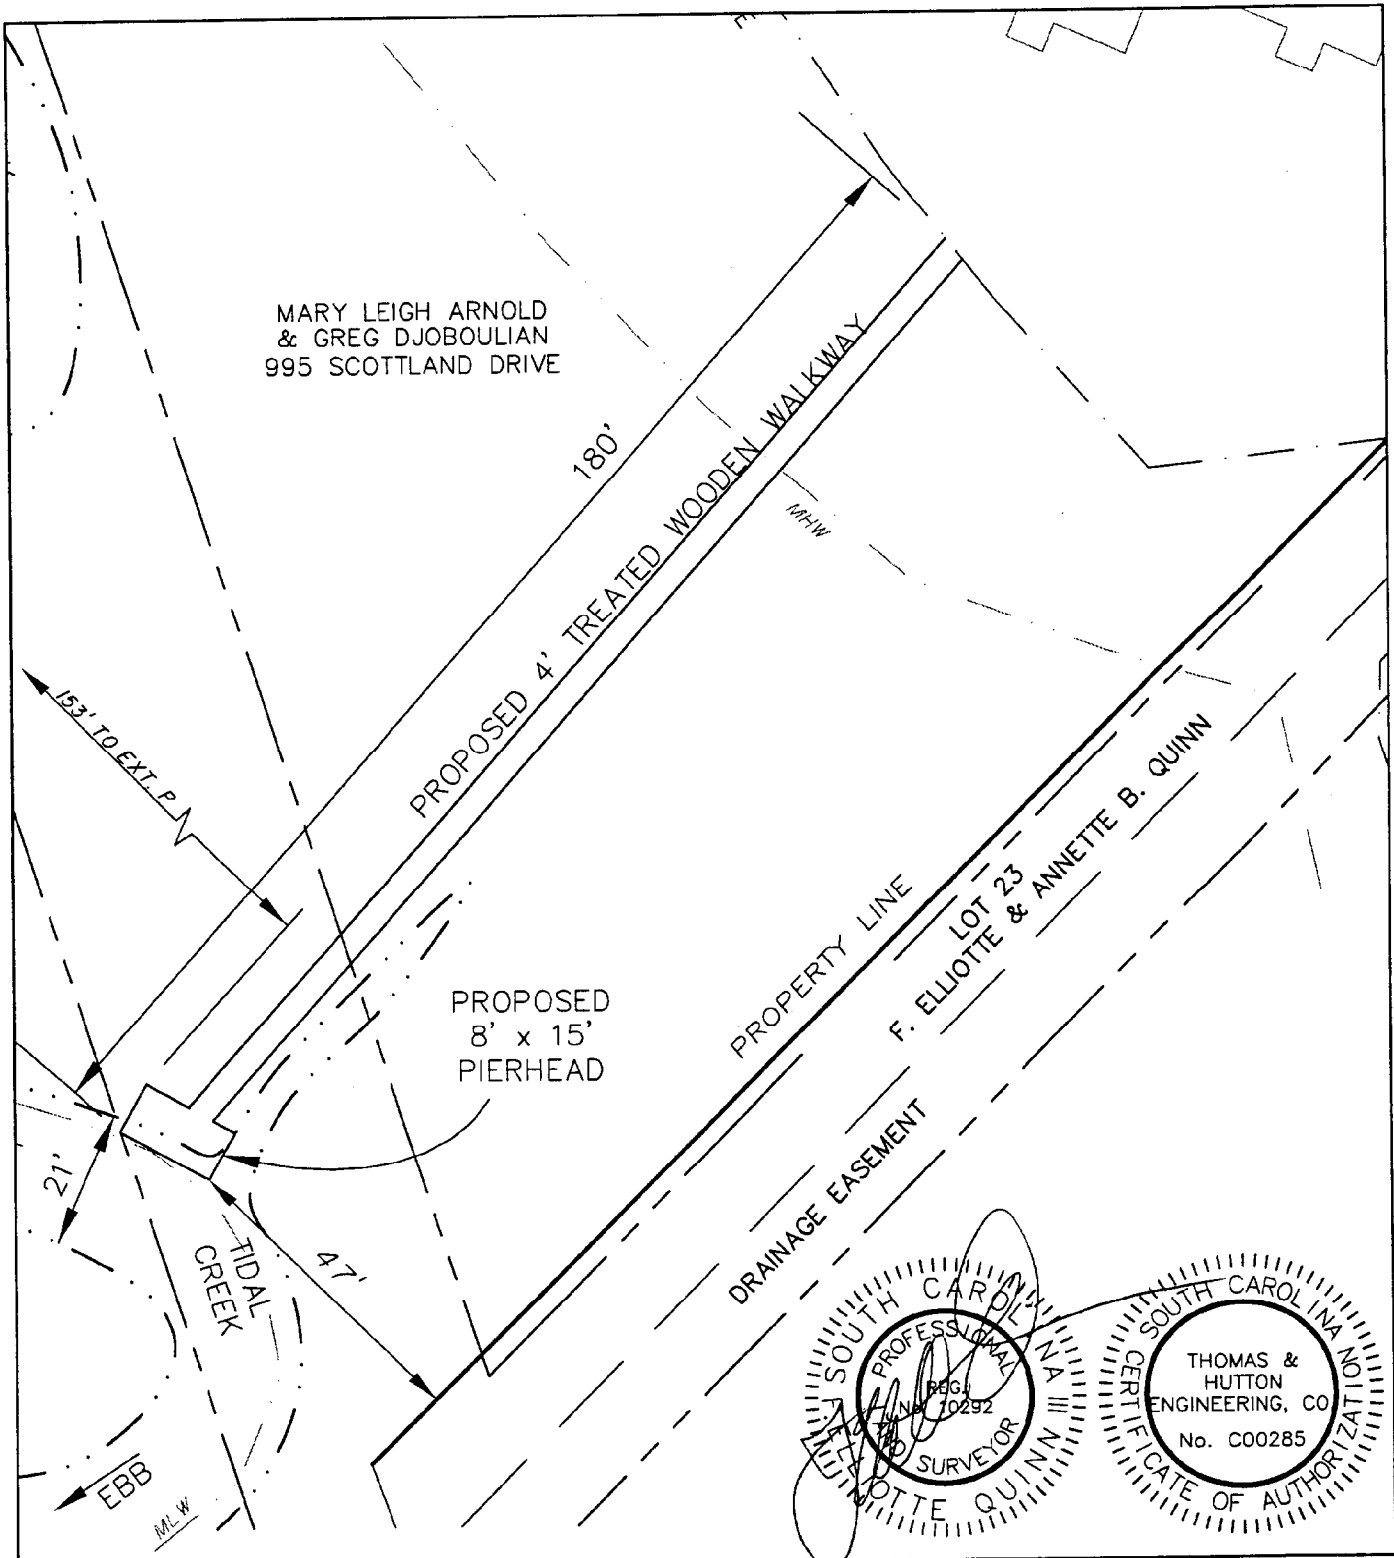 MARY LEIGH ARNOLD
& GREG DJOBOULIAN
995 SCOTTLAND DRIVE
180'
PROPOSED 4' TREATED WOODEN WALKWAY
MHW
153' TO EXT. P
PROPOSED
8' x 15'
PIERHEAD
PROPERTY LINE
LOT 23
F. ELLIOTTE & ANNETTE B. QUINN
DRAINAGE EASEMENT
21'
TIDAL
CREEK
47'
EBB
MLW
SOUTH CAROLINA
PROFESSIONAL
REG.
No. 10292
SURVEYOR
F. ELLIOTTE QUINN III
SOUTH CAROLINA
THOMAS &
HUTTON
ENGINEERING, CO
No. C00285
CERTIFICATE OF AUTHORIZATION